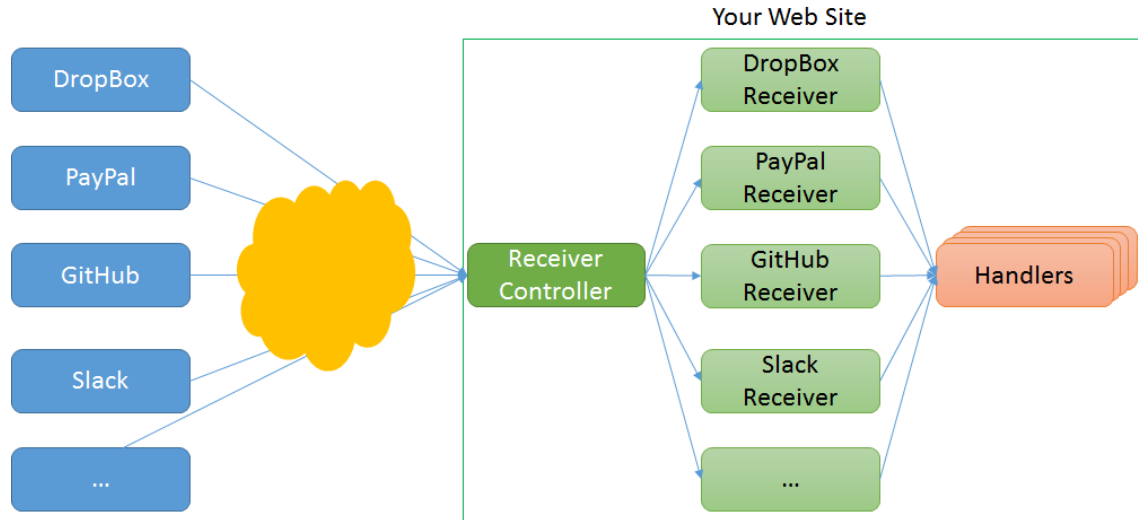 Your Web Site
DropBox
PayPal
GitHub
Slack
...
Receiver
Controller
DropBox
Receiver
PayPal
Receiver
GitHub
Receiver
Slack
Receiver
...
Handlers